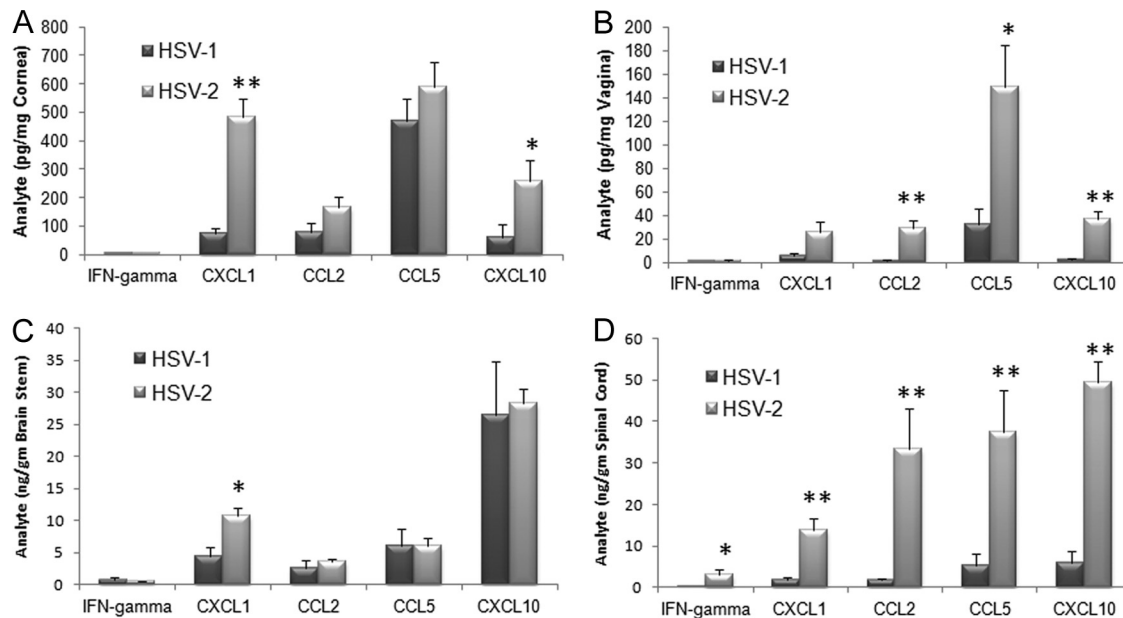 A
Analyte (pg/mg Cornea)
800
700
600
500
400
300
200
100
0
HSV-1
HSV-2
**
*
IFN-gamma CXCL1 CCL2 CCL5 CXCL10
B
Analyte (pg/mg Vagina)
200
180
160
140
120
100
80
60
40
20
0
HSV-1
HSV-2
*
**
**
IFN-gamma CXCL1 CCL2 CCL5 CXCL10
C
Analyte (ng/gm Brain Stem)
40
35
30
25
20
15
10
5
0
HSV-1
HSV-2
*
IFN-gamma CXCL1 CCL2 CCL5 CXCL10
D
Analyte (ng/gm Spinal Cord)
60
50
40
30
20
10
0
HSV-1
HSV-2
*
**
**
**
**
IFN-gamma CXCL1 CCL2 CCL5 CXCL10